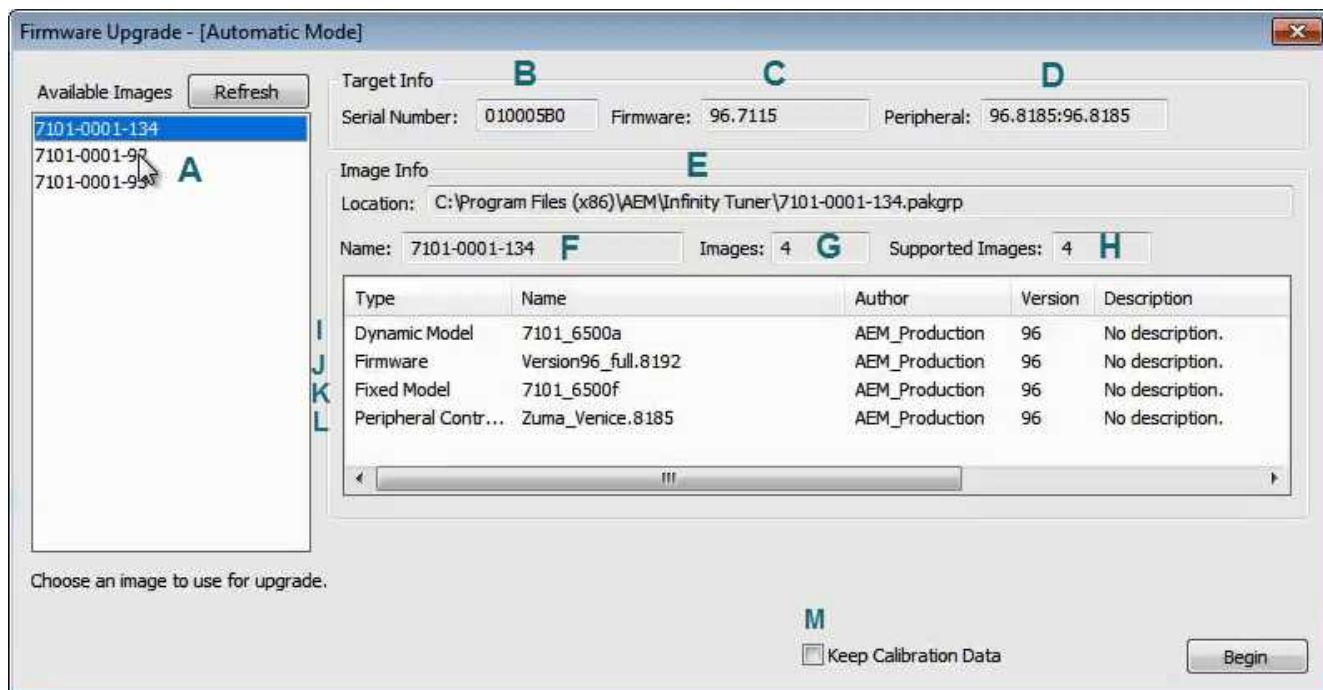 Firmware Upgrade - [Automatic Mode]
Available Images Refresh
7101-0001-134
7101-0001-97
7101-0001-95
A
Choose an image to use for upgrade.
Target Info B C D
Serial Number: 010005B0 Firmware: 96.7115 Peripheral: 96.8185:96.8185
Image Info E
Location: C:\Program Files (x86)\AEM\Infinity Tuner\7101-0001-134.pakgrp
Name: 7101-0001-134 F Images: 4 G Supported Images: 4 H
Type Name Author Version Description
I Dynamic Model 7101_6500a AEM_Production 96 No description.
J Firmware Version96_full.8192 AEM_Production 96 No description.
K Fixed Model 7101_6500f AEM_Production 96 No description.
L Peripheral Contr... Zuma_Venice.8185 AEM_Production 96 No description.
M
Keep Calibration Data Begin